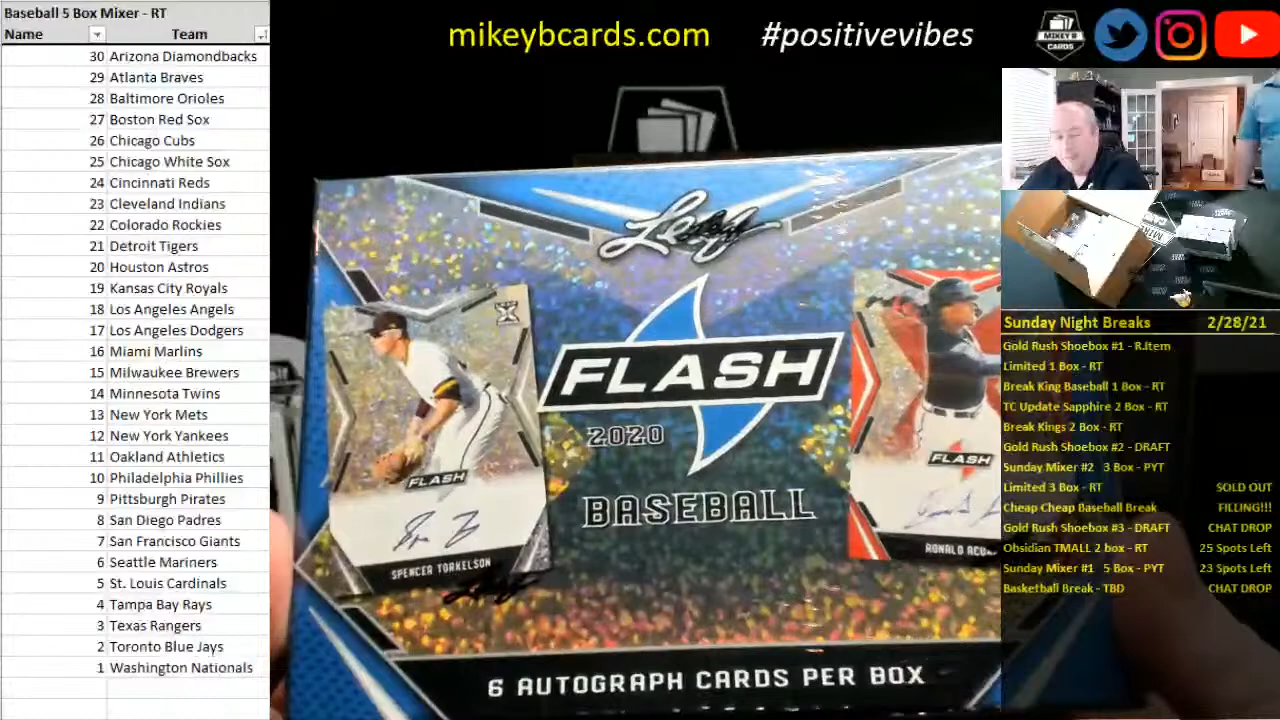 Baseball 5 Box Mixer - RT
Name Team
30 Arizona Diamondbacks
29 Atlanta Braves
28 Baltimore Orioles
27 Boston Red Sox
26 Chicago Cubs
25 Chicago White Sox
24 Cincinnati Reds
23 Cleveland Indians
22 Colorado Rockies
21 Detroit Tigers
20 Houston Astros
19 Kansas City Royals
18 Los Angeles Angels
17 Los Angeles Dodgers
16 Miami Marlins
15 Milwaukee Brewers
14 Minnesota Twins
13 New York Mets
12 New York Yankees
11 Oakland Athletics
10 Philadelphia Phillies
9 Pittsburgh Pirates
8 San Diego Padres
7 San Francisco Giants
6 Seattle Mariners
5 St. Louis Cardinals
4 Tampa Bay Rays
3 Texas Rangers
2 Toronto Blue Jays
1 Washington Nationals
mikeybcards.com #positivevibes
MIKEY B
CARDS
Leaf
FLASH
2020
BASEBALL
FLASH
SPENCER TORKELSON
FLASH
RONALD ACU
6 AUTOGRAPH CARDS PER BOX
Sunday Night Breaks 2/28/21
Gold Rush Shoebox #1 - R.Item
Limited 1 Box - RT
Break King Baseball 1 Box - RT
TC Update Sapphire 2 Box - RT
Break Kings 2 Box - RT
Gold Rush Shoebox #2 - DRAFT
Sunday Mixer #2 3 Box - PYT
Limited 3 Box - RT SOLD OUT
Cheap Cheap Baseball Break FILLING!!!
Gold Rush Shoebox #3 - DRAFT CHAT DROP
Obsidian TMALL 2 box - RT 25 Spots Left
Sunday Mixer #1 5 Box - PYT 23 Spots Left
Basketball Break - TBD CHAT DROP